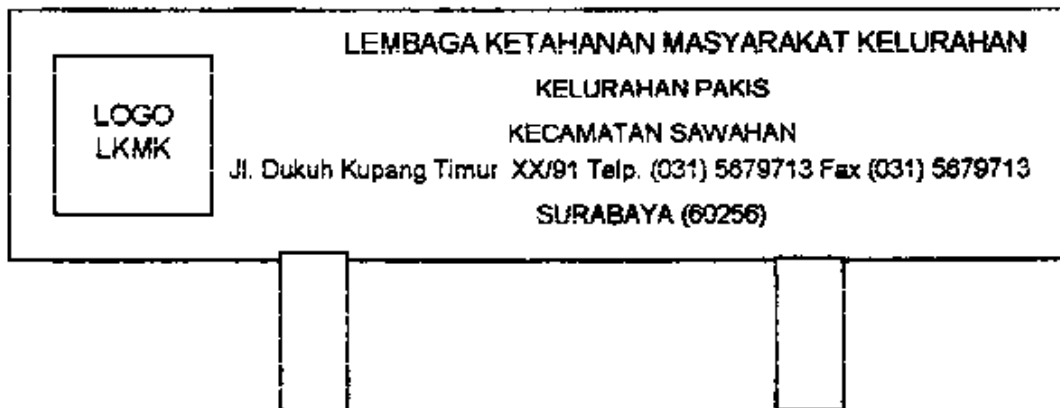 LEMBAGA KETAHANAN MASYARAKAT KELURAHAN
KELURAHAN PAKIS
LOGO
LKMK
KECAMATAN SAWAHAN
Jl. Dukuh Kupang Timur XX/91 Telp. (031) 5679713 Fax (031) 5679713
SURABAYA (60256)